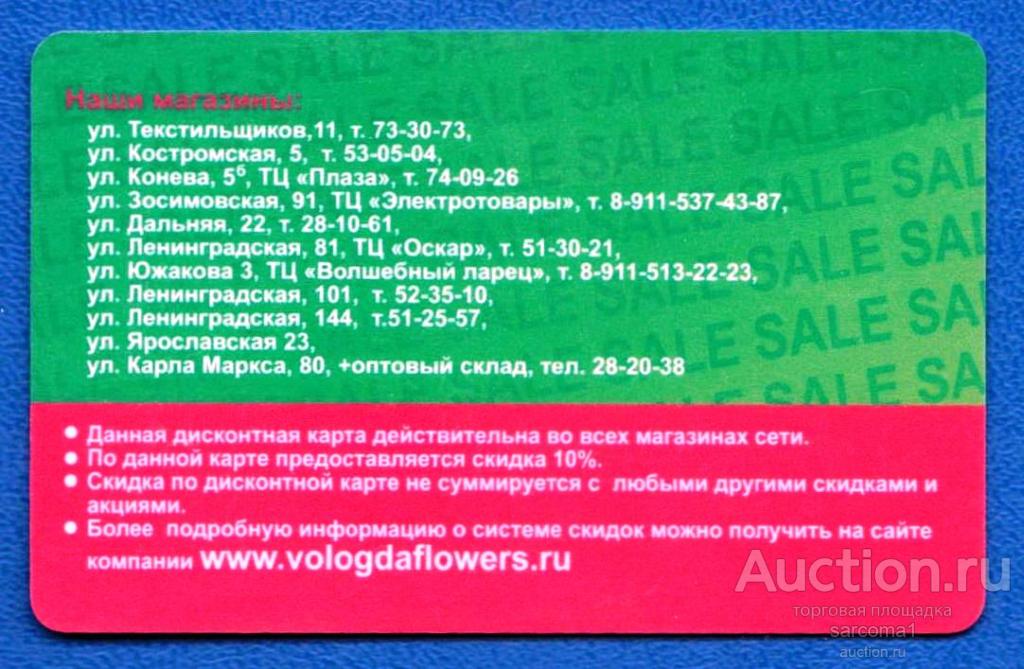 SALE SALE SALE SALE SALE
Наши магазины:
ул. Текстильщиков,11, т. 73-30-73,
ул. Костромская, 5, т. 53-05-04,
ул. Конева, 5б, ТЦ «Плаза», т. 74-09-26
ул. Зосимовская, 91, ТЦ «Электротовары», т. 8-911-537-43-87,
ул. Дальняя, 22, т. 28-10-61,
ул. Ленинградская, 81, ТЦ «Оскар», т. 51-30-21,
ул. Южакова 3, ТЦ «Волшебный ларец», т. 8-911-513-22-23,
ул. Ленинградская, 101, т. 52-35-10,
ул. Ленинградская, 144, т.51-25-57,
ул. Ярославская 23,
ул. Карла Маркса, 80, +оптовый склад, тел. 28-20-38
• Данная дисконтная карта действительна во всех магазинах сети.
• По данной карте предоставляется скидка 10%.
• Скидка по дисконтной карте не суммируется с любыми другими скидками и
акциями.
• Более подробную информацию о системе скидок можно получить на сайте
компании www.vologdaflowers.ru
Auction.ru
торговая площадка
sarcoma1
auction.ru